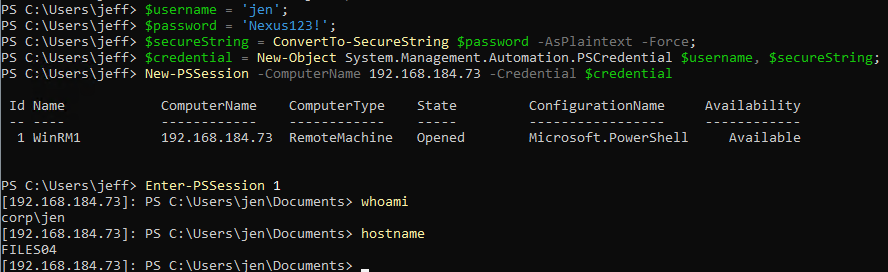 PS C:\Users\jeff> $username = 'jen';
PS C:\Users\jeff> $password = 'Nexus123!';
PS C:\Users\jeff> $secureString = ConvertTo-SecureString $password -AsPlaintext -Force;
PS C:\Users\jeff> $credential = New-Object System.Management.Automation.PSCredential $username, $secureString;
PS C:\Users\jeff> New-PSSession -ComputerName 192.168.184.73 -Credential $credential
Id Name ComputerName ComputerType State ConfigurationName Availability
-- ---- ------------ ------------ ----- ----------------- ------------
1 WinRM1 192.168.184.73 RemoteMachine Opened Microsoft.PowerShell Available
PS C:\Users\jeff> Enter-PSSession 1
[192.168.184.73]: PS C:\Users\jen\Documents> whoami
corp\jen
[192.168.184.73]: PS C:\Users\jen\Documents> hostname
FILES04
[192.168.184.73]: PS C:\Users\jen\Documents> _